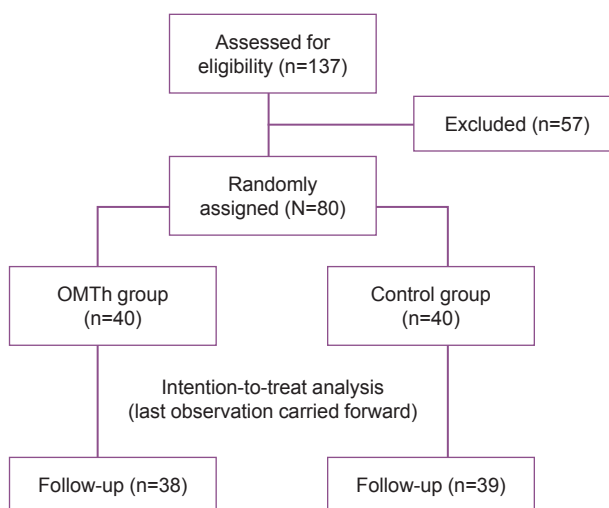 Assessed for
eligibility (n=137)
Excluded (n=57)
Randomly
assigned (N=80)
OMTh group
(n=40)
Control group
(n=40)
Intention-to-treat analysis
(last observation carried forward)
Follow-up (n=38)
Follow-up (n=39)